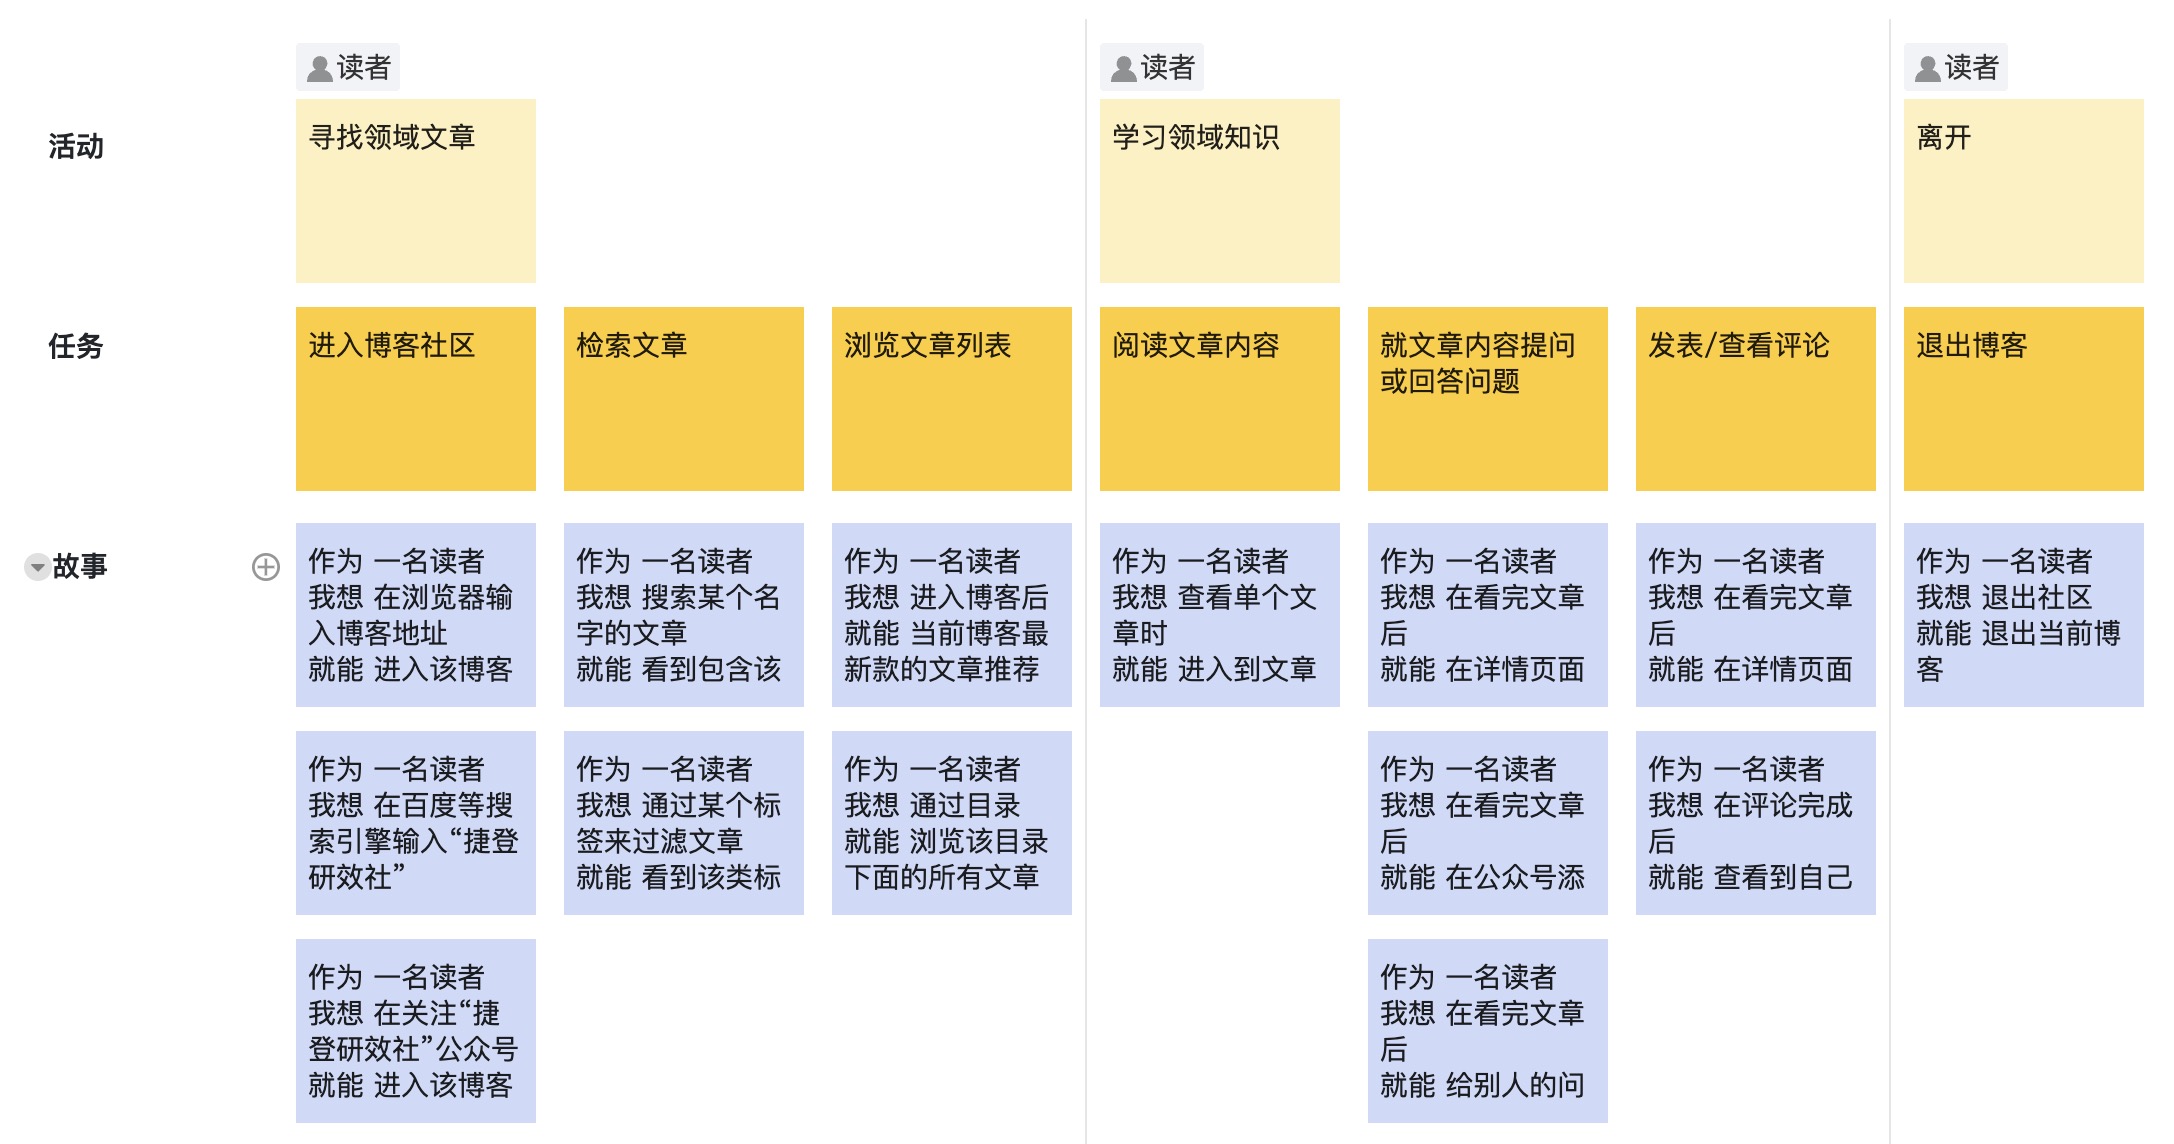 读者
读者
读者
活动
寻找领域文章
学习领域知识
离开
任务
进入博客社区
检索文章
浏览文章列表
阅读文章内容
就文章内容提问
或回答问题
发表/查看评论
退出博客
故事
作为 一名读者
我想 在浏览器输
入博客地址
就能 进入该博客
作为 一名读者
我想 搜索某个名
字的文章
就能 看到包含该
作为 一名读者
我想 进入博客后
就能 当前博客最
新款的文章推荐
作为 一名读者
我想 查看单个文
章时
就能 进入到文章
作为 一名读者
我想 在看完文章
后
就能 在详情页面
作为 一名读者
我想 在看完文章
后
就能 在详情页面
作为 一名读者
我想 退出社区
就能 退出当前博
客
作为 一名读者
我想 在百度等搜
索引擎输入“捷登
研效社”
作为 一名读者
我想 通过某个标
签来过滤文章
就能 看到该类标
作为 一名读者
我想 通过目录
就能 浏览该目录
下面的所有文章
作为 一名读者
我想 在看完文章
后
就能 在公众号添
作为 一名读者
我想 在评论完成
后
就能 查看到自己
作为 一名读者
我想 在关注“捷
登研效社”公众号
就能 进入该博客
作为 一名读者
我想 在看完文章
后
就能 给别人的问